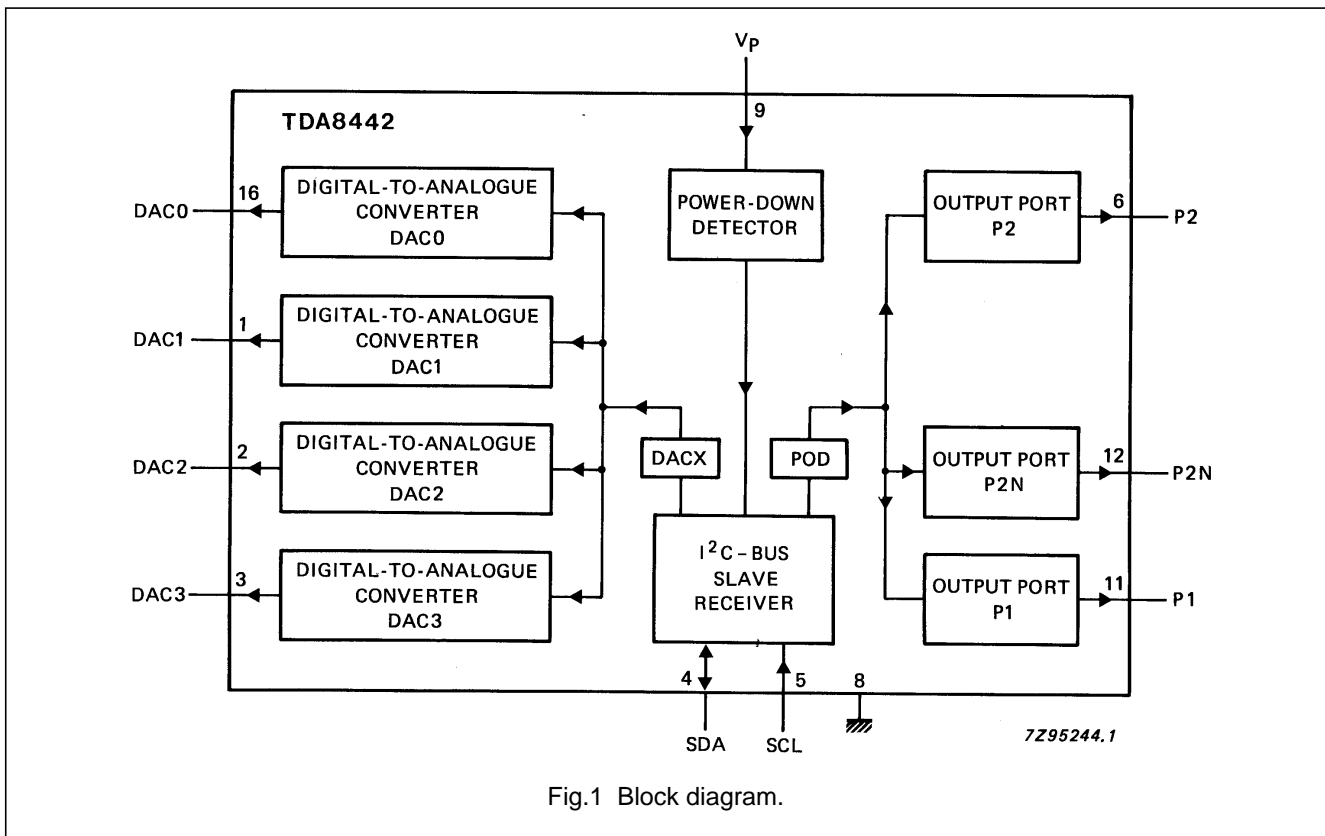 VP
9
TDA8442
DAC0
16
DIGITAL-TO-ANALOGUE
CONVERTER
DAC0
POWER-DOWN
DETECTOR
OUTPUT PORT
P2
6
P2
DAC1
1
DIGITAL-TO-ANALOGUE
CONVERTER
DAC1
DAC2
2
DIGITAL-TO-ANALOGUE
CONVERTER
DAC2
DACX
POD
OUTPUT PORT
P2N
12
P2N
DAC3
3
DIGITAL-TO-ANALOGUE
CONVERTER
DAC3
I²C-BUS
SLAVE
RECEIVER
OUTPUT PORT
P1
11
P1
4
5
8
SDA
SCL
7Z95244.1
Fig.1 Block diagram.